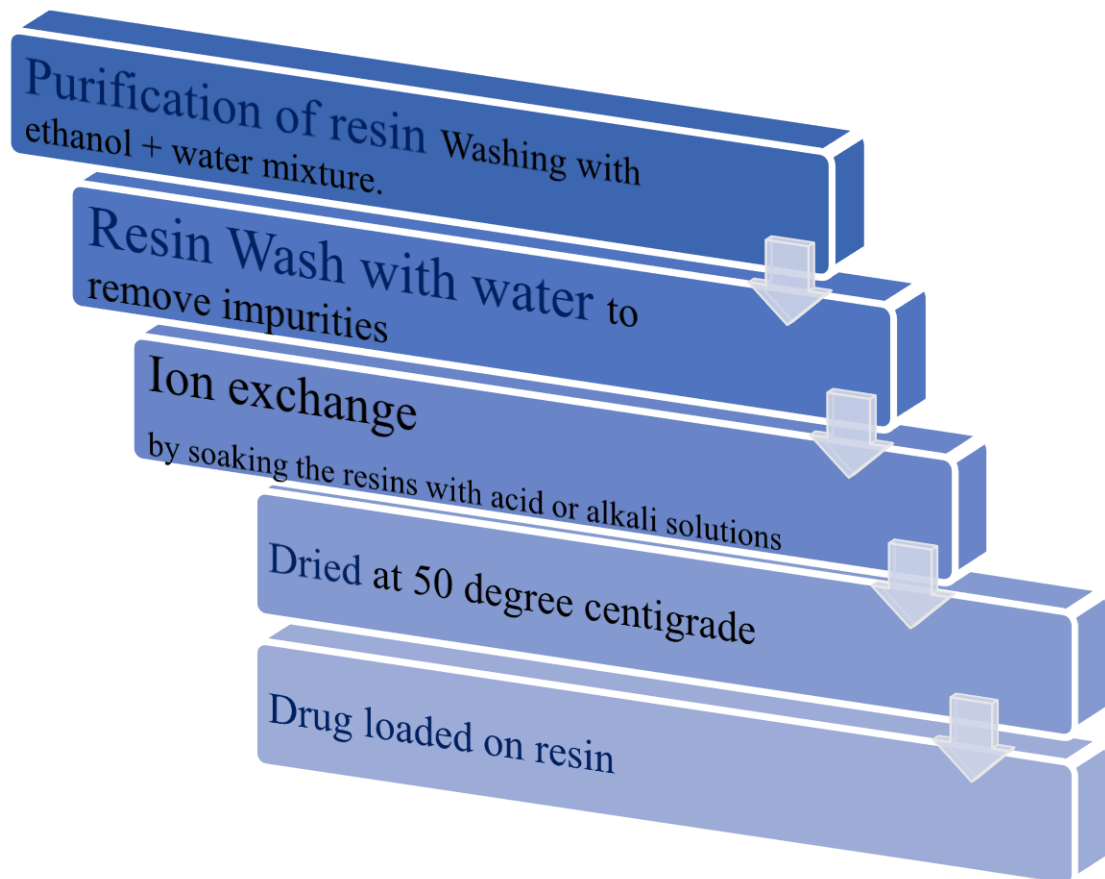 Purification of resin Washing with
ethanol + water mixture.
Resin Wash with water to
remove impurities
Ion exchange
by soaking the resins with acid or alkali solutions
Dried at 50 degree centigrade
Drug loaded on resin